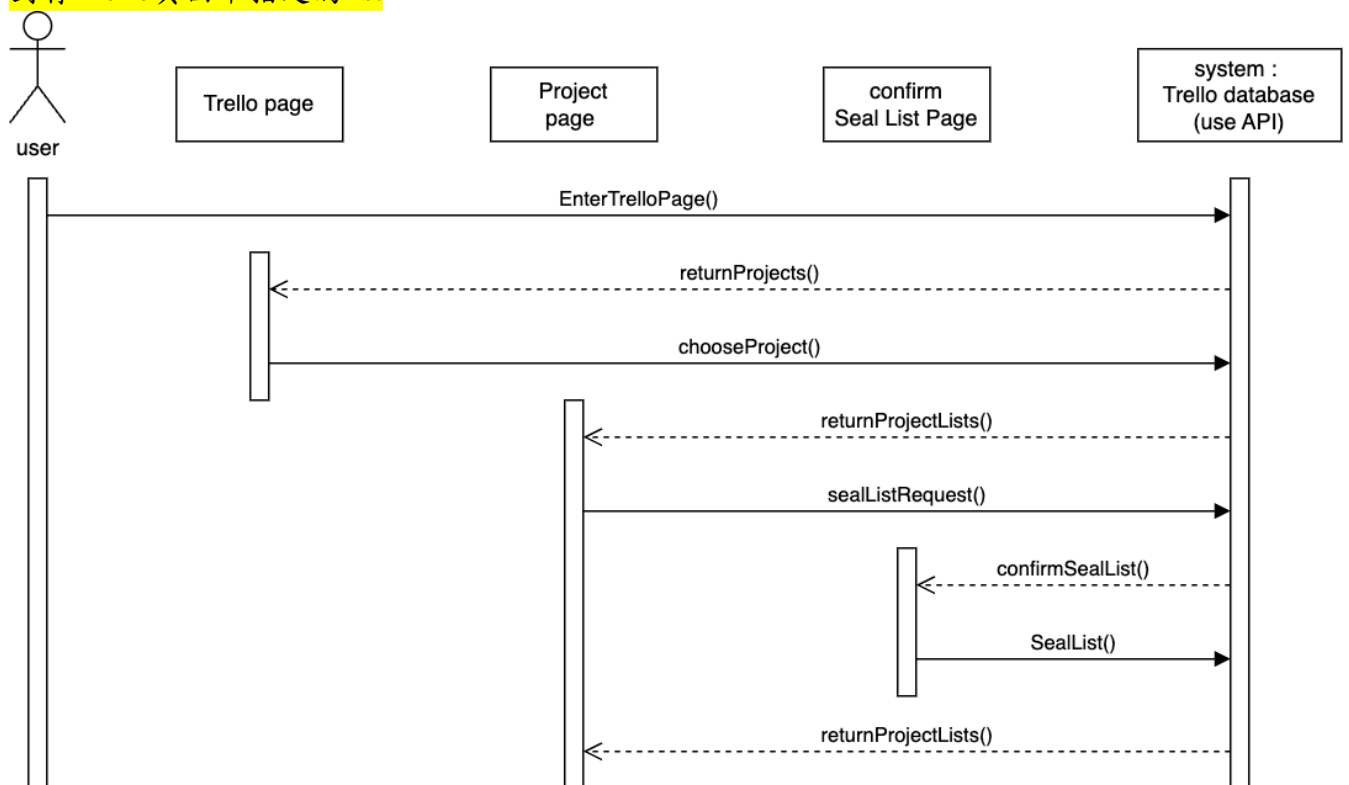 user
Trello page
Project
page
confirm
Seal List Page
system :
Trello database
(use API)
EnterTrelloPage()
returnProjects()
chooseProject()
returnProjectLists()
sealListRequest()
confirmSealList()
SealList()
returnProjectLists()